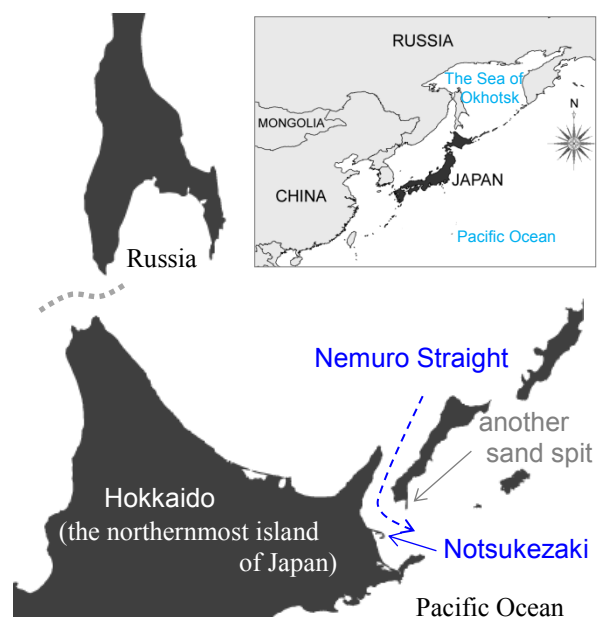 RUSSIA
The Sea of
Okhotsk
N
MONGOLIA
CHINA
JAPAN
Pacific Ocean
Russia
Nemuro Straight
another
sand spit
Hokkaido
(the northernmost island
of Japan)
Notsukezaki
Pacific Ocean